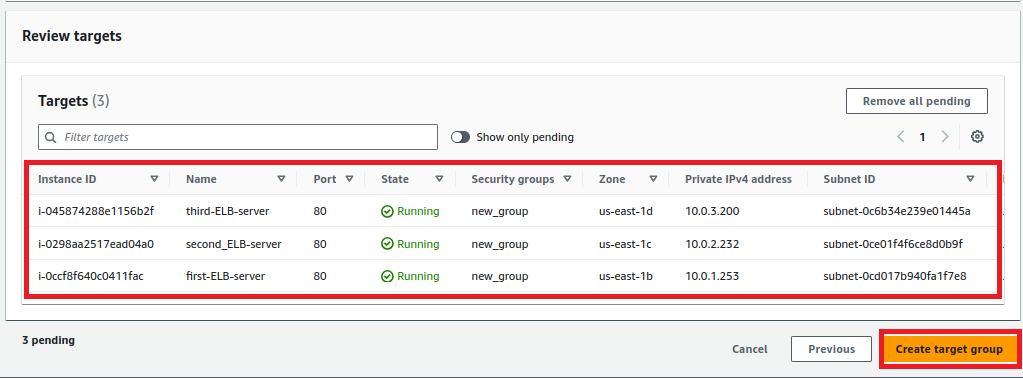 Review targets
Targets (3)
Remove all pending
Filter targets
Show only pending
1
Instance ID Name Port State Security groups Zone Private IPv4 address Subnet ID
i-045874288e1156b2f third-ELB-server 80 Running new_group us-east-1d 10.0.3.200 subnet-0c6b34e239e01445a
i-0298aa2517ead04a0 second_ELB-server 80 Running new_group us-east-1c 10.0.2.232 subnet-0ce01f4f6ce8d0b9f
i-0ccf8f640c0411fac first-ELB-server 80 Running new_group us-east-1b 10.0.1.253 subnet-0cd017b940fa1f7e8
3 pending
Cancel Previous Create target group